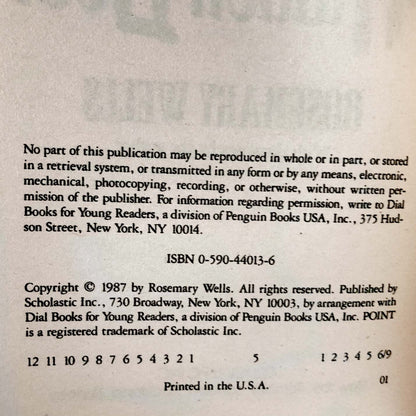 No part of this publication may be reproduced in whole or in part, or stored
in a retrieval system, or transmitted in any form or by any means, electronic,
mechanical, photocopying, recording, or otherwise, without written per-
mission of the publisher. For information regarding permission, write to Dial
Books for Young Readers, a division of Penguin Books USA, Inc., 375 Hud-
son Street, New York, NY 10014.
ISBN 0-590-44013-6
Copyright © 1987 by Rosemary Wells. All rights reserved. Published by
Scholastic Inc., 730 Broadway, New York, NY 10003, by arrangement with
Dial Books for Young Readers, a division of Penguin Books USA, Inc. POINT
is a registered trademark of Scholastic Inc.
12 11 10 9 8 7 6 5 4 3 2 1 5 1 2 3 4 5 6/9
Printed in the U.S.A. 01